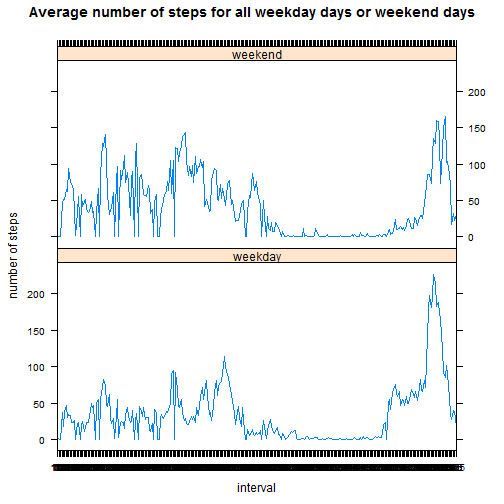 Average number of steps for all weekday days or weekend days
weekend
200
150
100
50
0
number of steps
weekday
200
150
100
50
0
interval